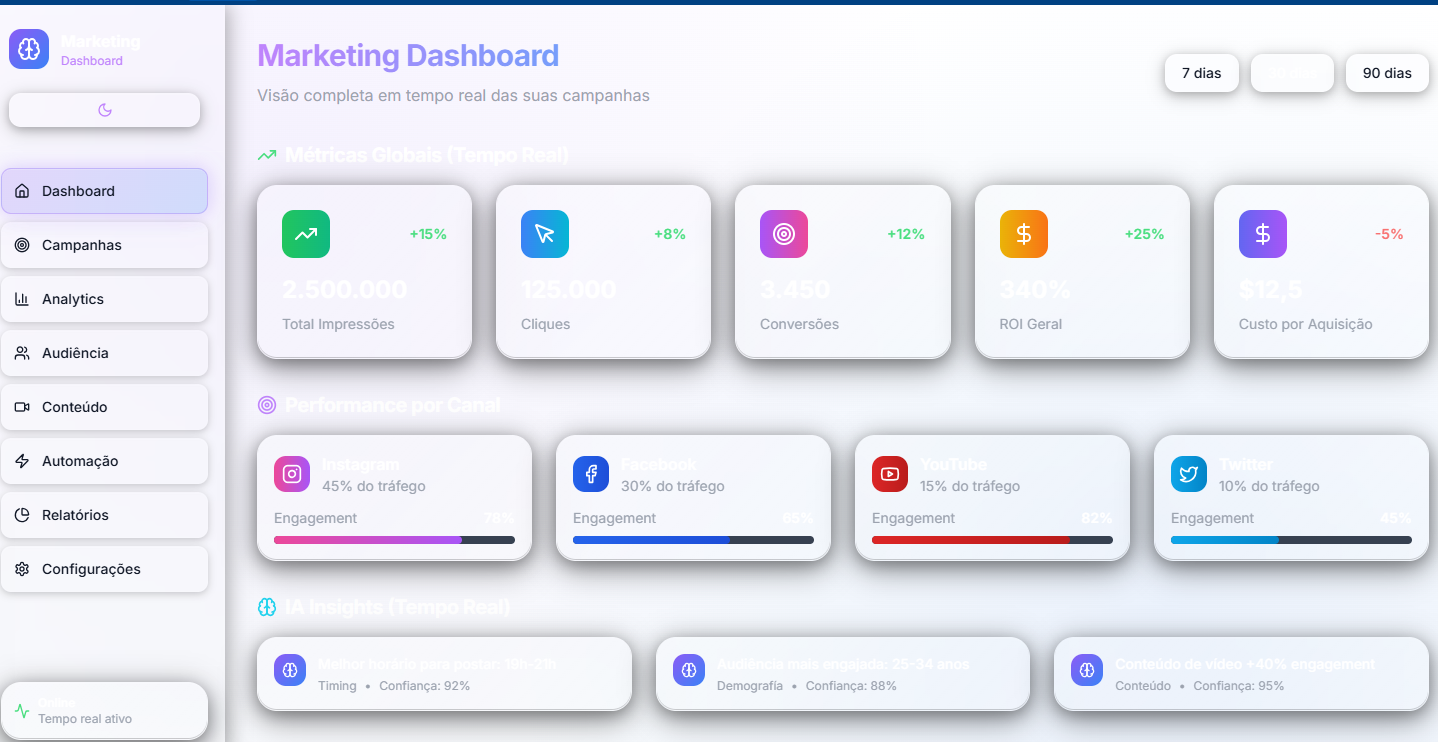 Marketing
Dashboard
Dashboard
Campanhas
Analytics
Audiência
Conteúdo
Automação
Relatórios
Configurações
Tempo real ativo
Marketing Dashboard
Visão completa em tempo real das suas campanhas
7 dias
90 dias
Métricas Globais (Tempo Real)
+15%
2.500.000
Total Impressões
+8%
125.000
Cliques
+12%
3.450
Conversões
+25%
340%
ROI Geral
-5%
$12,5
Custo por Aquisição
Performance por Canal
Instagram
45% do tráfego
Engagement 78%
Facebook
30% do tráfego
Engagement 65%
YouTube
15% do tráfego
Engagement 82%
Twitter
10% do tráfego
Engagement 45%
IA Insights (Tempo Real)
Melhor horário para postar: 19h-21h
Timing • Confiança: 92%
Audiência mais engajada: 25-34 anos
Demografia • Confiança: 88%
Conteúdo de vídeo +40% engagement
Conteúdo • Confiança: 95%